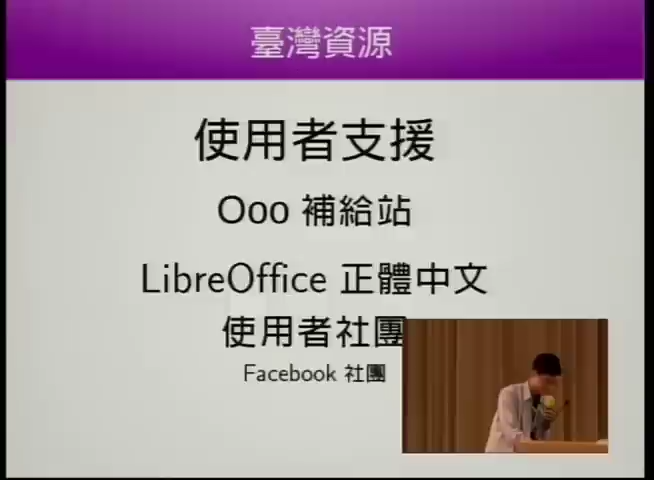 臺灣資源
使用者支援
Ooo 補給站
LibreOffice 正體中文
使用者社團
Facebook 社團